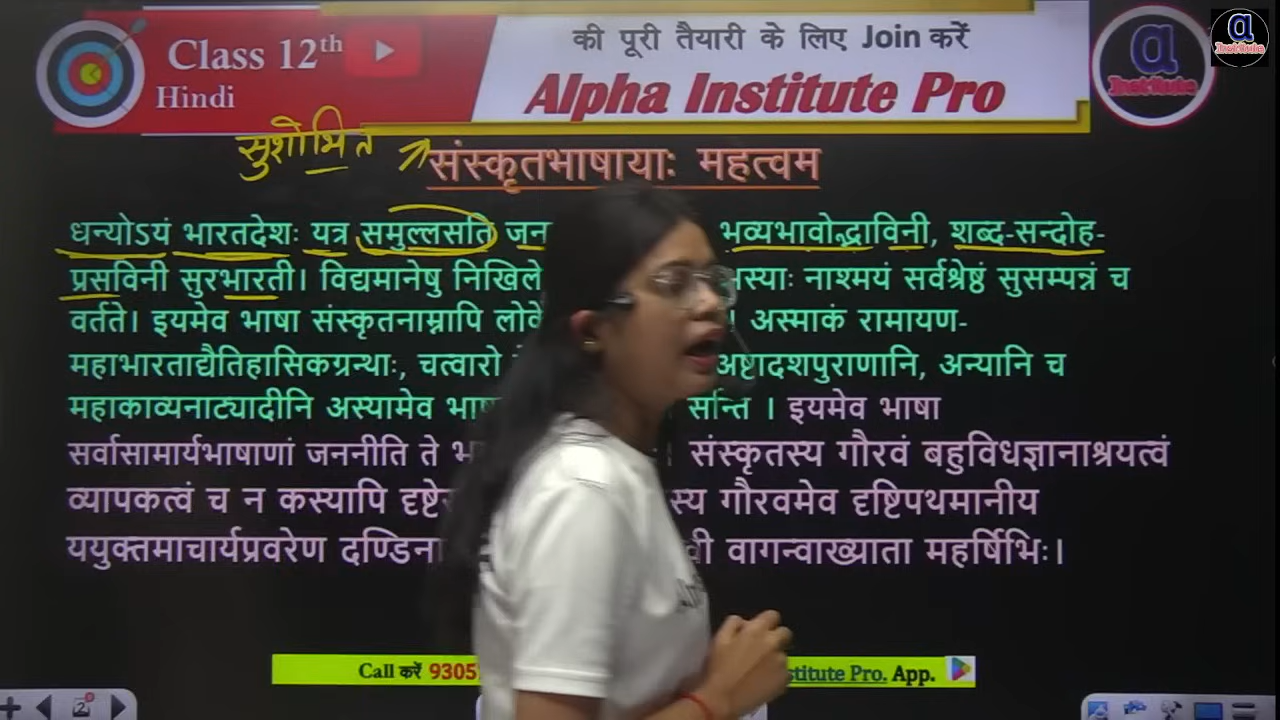 Class 12th
Hindi
की पूरी तैयारी के लिए Join करें
Alpha Institute Pro
a
Institute
a
Institute
सुशोभित
संस्कृतभाषायाः महत्वम
धन्योऽयं भारतदेशः यत्र समुल्लसति जन भव्यभावोद्भाविनी, शब्द-सन्दोह-
प्रसविनी सुरभारती। विद्यमानेषु निखिले नाश्मयं सर्वश्रेष्ठं सुसम्पन्नं च
वर्तते। इयमेव भाषा संस्कृतनाम्नापि । अस्माकं रामायण-
महाभारताद्यैतिहासिकग्रन्थाः, चत्वारो अष्टादशपुराणानि, अन्यानि च
महाकाव्यनाट्यादीनि अस्यामेव सन्ति । इयमेव भाषा
सर्वासामार्यभाषाणां जननीति ते । संस्कृतस्य गौरवं बहुविधज्ञानाश्रयत्वं
व्यापकत्वं च न कस्यापि गौरवमेव दृष्टिपथमानीय
ययुक्तमाचार्यप्रवरेण वागन्वाख्याता महर्षिभिः।
Call करें stitute Pro. App.
2